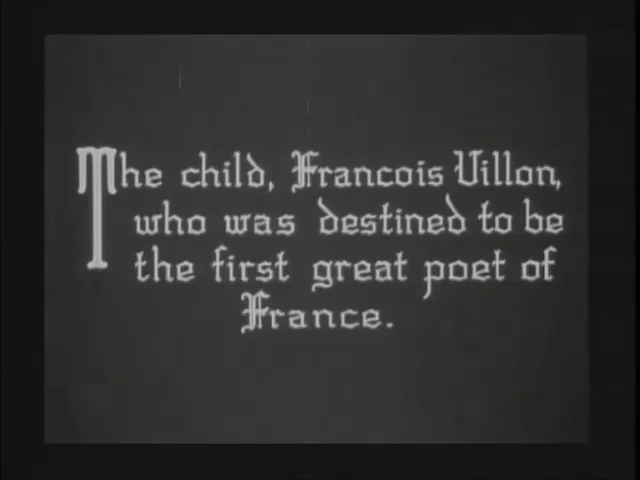 The child, Francois Villon,
who was destined to be
the first great poet of
France.